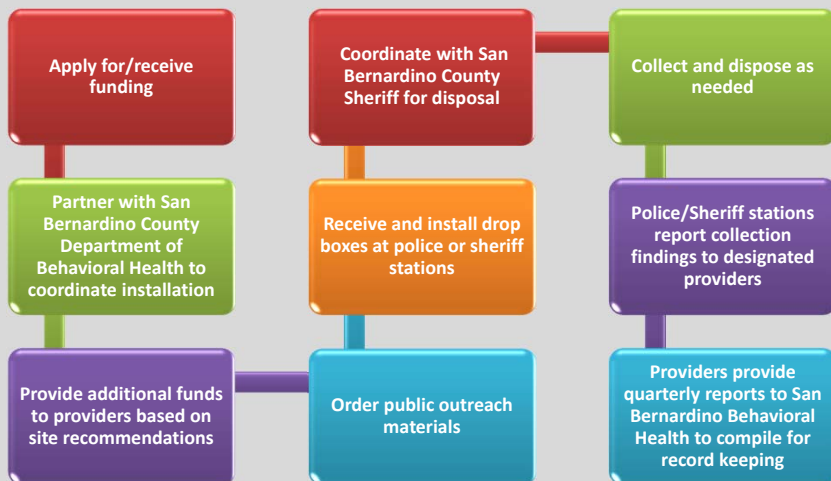 Apply for/receive
funding
Partner with San
Bernardino County
Department of
Behavioral Health to
coordinate installation
Provide additional funds
to providers based on
site recommendations
Order public outreach
materials
Receive and install drop
boxes at police or sheriff
stations
Coordinate with San
Bernardino County
Sheriff for disposal
Collect and dispose as
needed
Police/Sheriff stations
report collection
findings to designated
providers
Providers provide
quarterly reports to San
Bernardino Behavioral
Health to compile for
record keeping